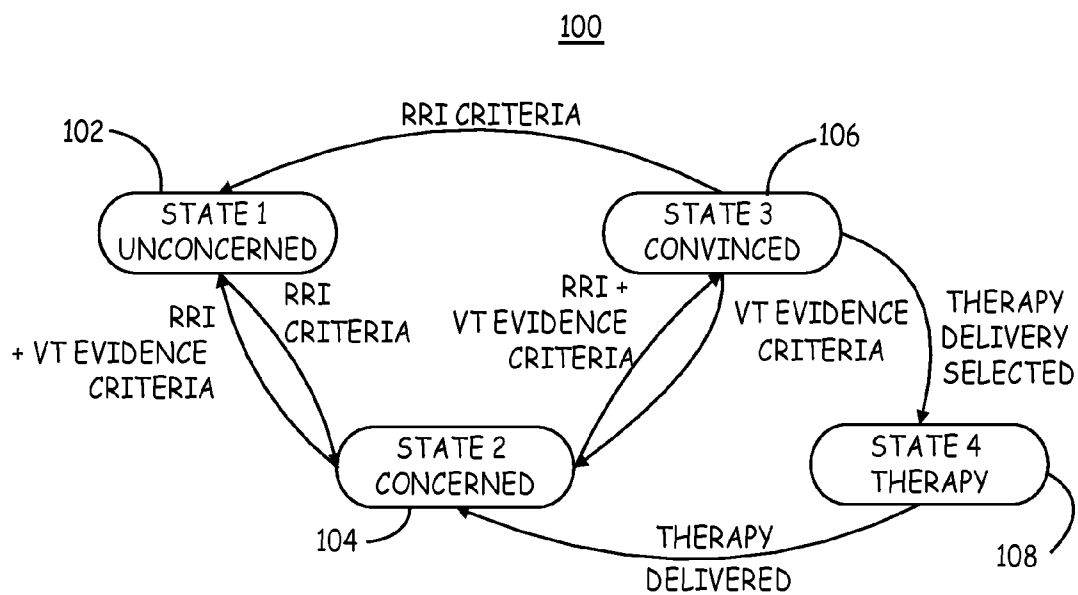 100
RRI CRITERIA
102
106
STATE 1
UNCONCERNED
STATE 3
CONVINCED
RRI
CRITERIA
RRI
+ VT EVIDENCE
CRITERIA
RRI +
VT EVIDENCE
CRITERIA
VT EVIDENCE
CRITERIA
THERAPY
DELIVERY
SELECTED
STATE 2
CONCERNED
STATE 4
THERAPY
104
THERAPY
DELIVERED
108